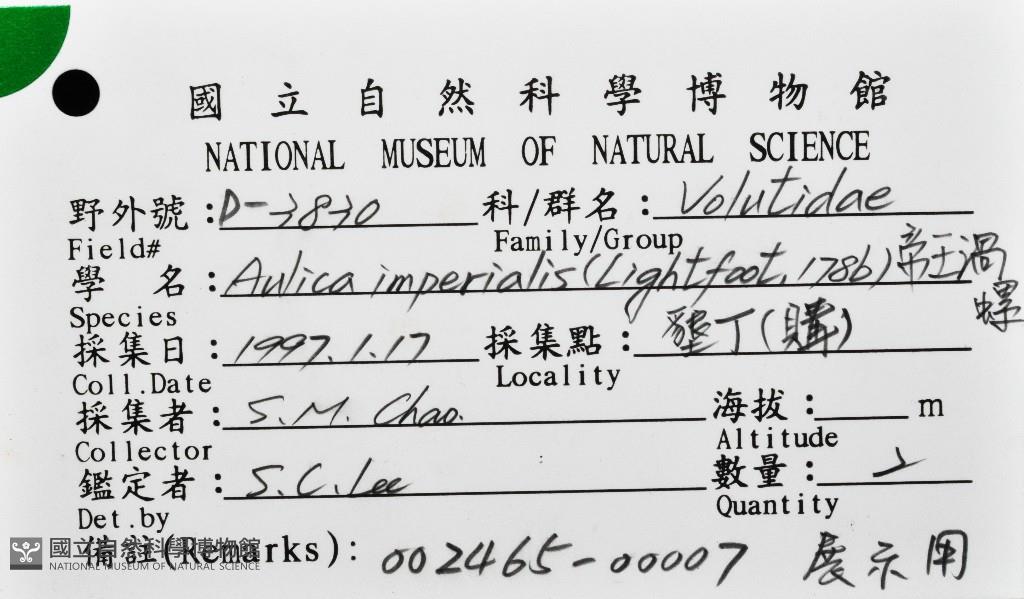 國立自然科學博物館
NATIONAL MUSEUM OF NATURAL SCIENCE
野外號：D-3830 科/群名：Volutidae
Field# Family/Group
學 名：Aulica imperialis (Lightfoot, 1786) 帝王渦螺
Species
採集日：1997.1.17 採集點：墾丁(購)
Coll.Date Locality
採集者：S.M. Chao. 海拔： m
Collector Altitude
鑑定者：S.C. Lee 數量：2
Det.by Quantity
備註(Remarks): 002465-00007 展示用
國立自然科學博物館
NATIONAL MUSEUM OF NATURAL SCIENCE